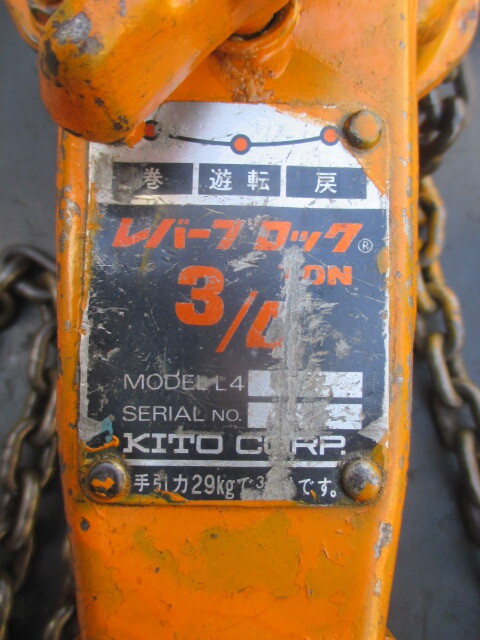 巻 遊転 戻
レバーブロック®
3/4 TON
MODEL L4
SERIAL NO.
KITO CORP.
手引力29kgで3 です。